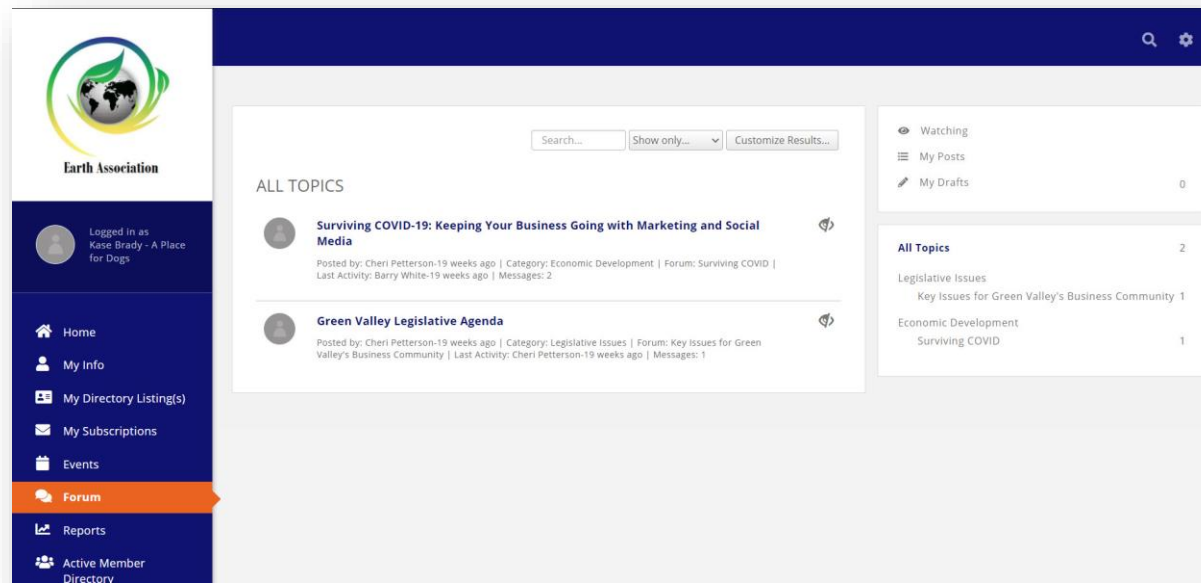 Earth Association
Logged in as
Kase Brady - A Place
for Dogs
Home
My Info
My Directory Listing(s)
My Subscriptions
Events
Forum
Reports
Active Member
Directory
Search...
Show only...
Customize Results...
ALL TOPICS
Surviving COVID-19: Keeping Your Business Going with Marketing and Social
Media
Posted by: Cheri Petterson-19 weeks ago | Category: Economic Development | Forum: Surviving COVID |
Last Activity: Barry White-19 weeks ago | Messages: 2
Green Valley Legislative Agenda
Posted by: Cheri Petterson-19 weeks ago | Category: Legislative Issues | Forum: Key Issues for Green
Valley's Business Community | Last Activity: Cheri Petterson-19 weeks ago | Messages: 1
Watching
My Posts
My Drafts 0
All Topics 2
Legislative Issues
Key Issues for Green Valley's Business Community 1
Economic Development
Surviving COVID 1